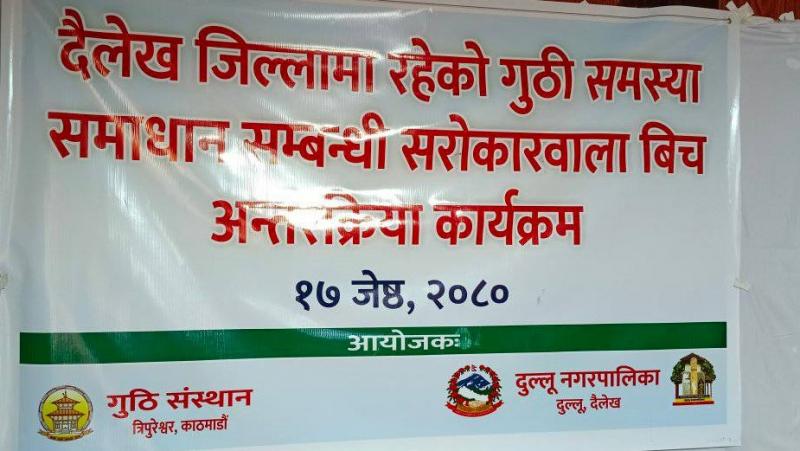 दैलेख जिल्लामा रहेको गुठी समस्या
समाधान सम्बन्धी सरोकारवाला बिच
अन्तरक्रिया कार्यक्रम
१७ जेष्ठ, २०८०
आयोजकः
गुठि संस्थान
त्रिपुरेश्वर, काठमाडौं
दुल्लू नगरपालिका
दुल्लू, दैलेख